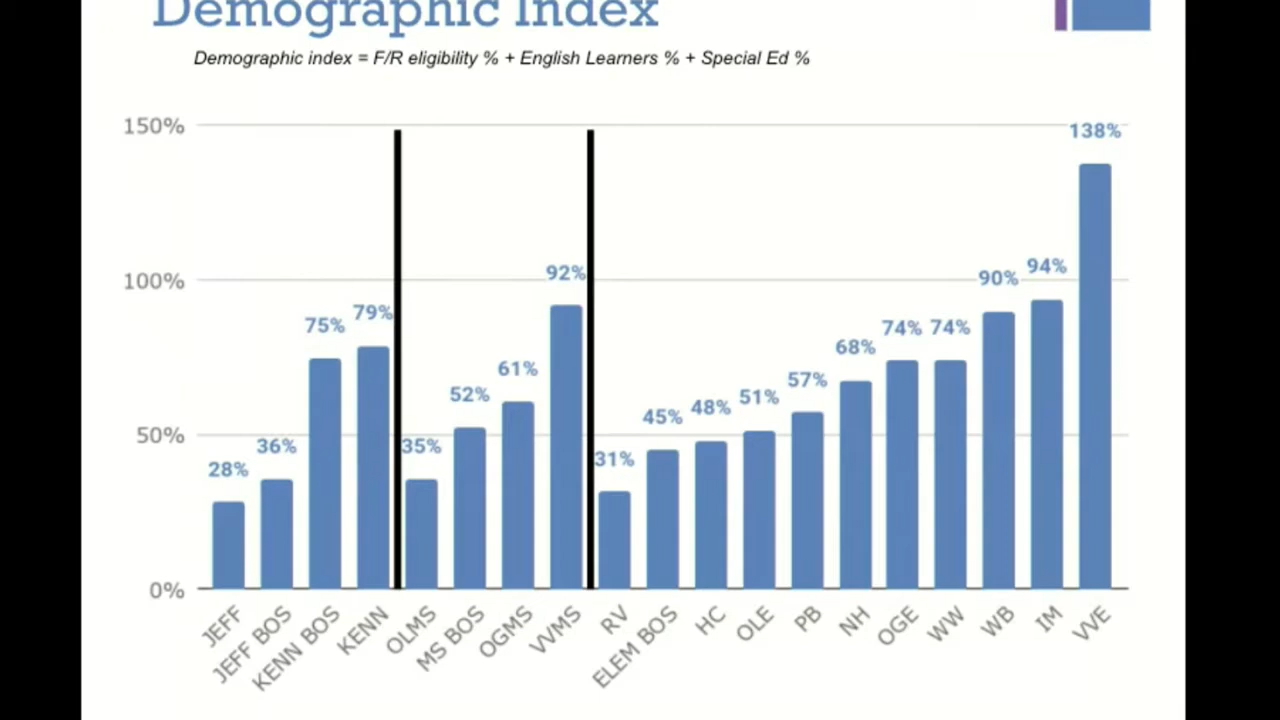 Demographic Index
Demographic index = F/R eligibility % + English Learners % + Special Ed %
150%
100%
50%
0%
28%
36%
75%
79%
35%
52%
61%
92%
31%
45%
48%
51%
57%
68%
74%
74%
90%
94%
138%
JEFF
JEFF BOS
KENN BOS
KENN
OLMS
MS BOS
OGMS
VVMS
RV
ELEM BOS
HC
OLE
PB
NH
OGE
WW
WB
IM
VVE